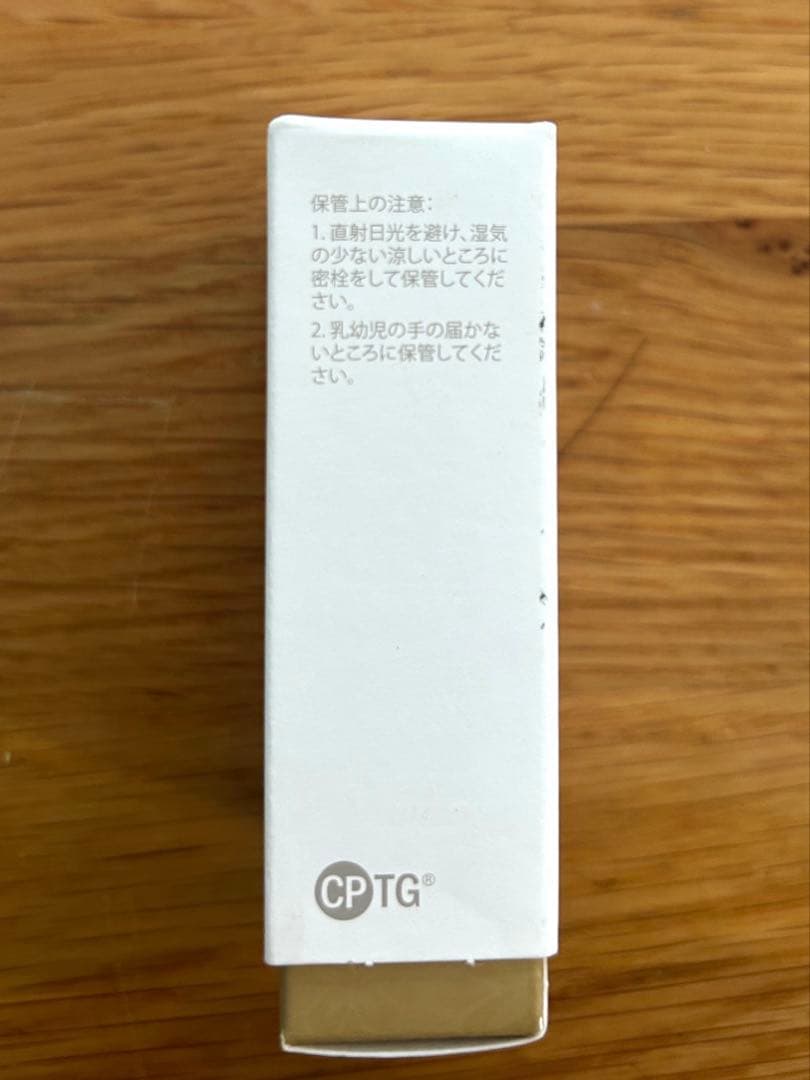 保管上の注意:
1. 直射日光を避け、湿気
の少ない涼しいところに
密栓をして保管してくだ
さい。
2. 乳幼児の手の届かな
いところに保管してくだ
さい。
CPTG®